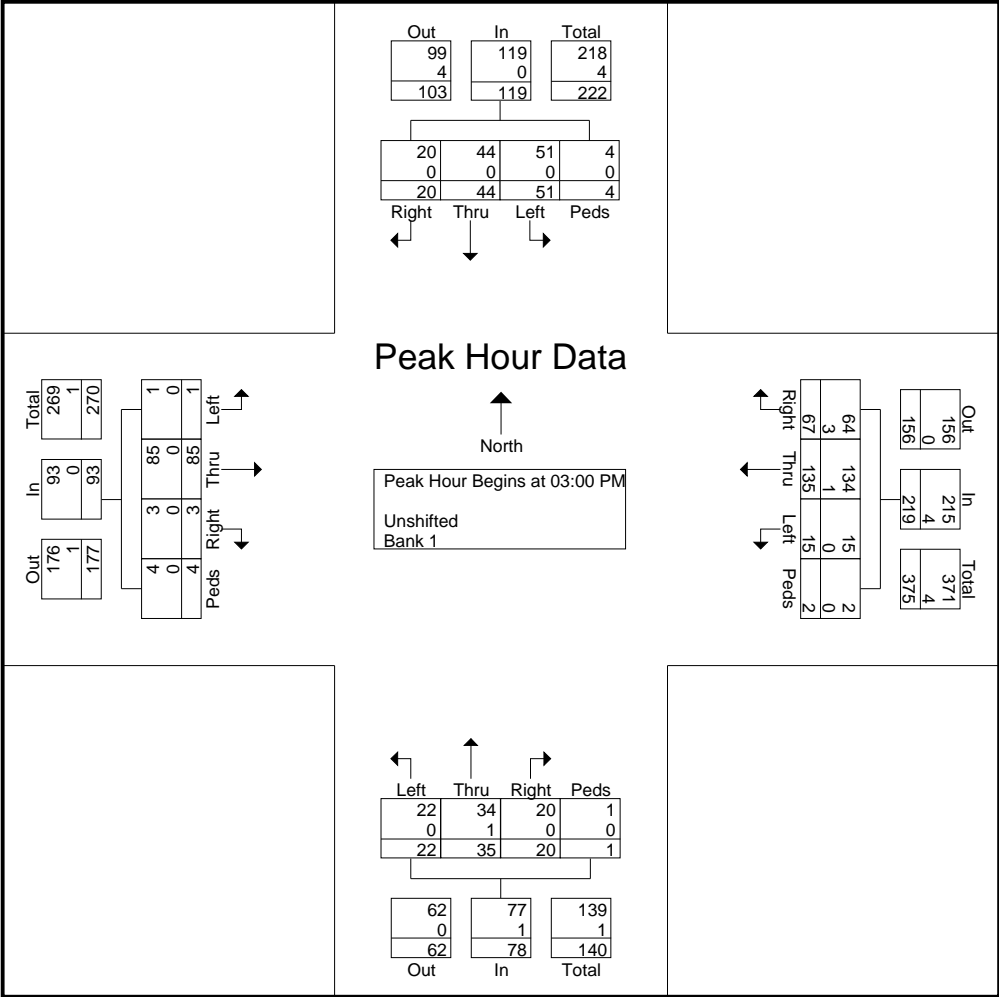 Out In Total
99 119 218
4 0 4
103 119 222
20 44 51 4
0 0 0 0
20 44 51 4
Right Thru Left Peds
Peak Hour Data
North
Peak Hour Begins at 03:00 PM
Unshifted
Bank 1
Total In Out
269 93 176
1 0 1
270 93 177
1 85 3 4
0 0 0 0
1 85 3 4
Left Thru Right Peds
Out In Total
156 215 371
0 4 4
156 219 375
64 134 15 2
3 1 0 0
67 135 15 2
Right Thru Left Peds
Left Thru Right Peds
22 34 20 1
0 1 0 0
22 35 20 1
62 77 139
0 1 1
62 78 140
Out In Total